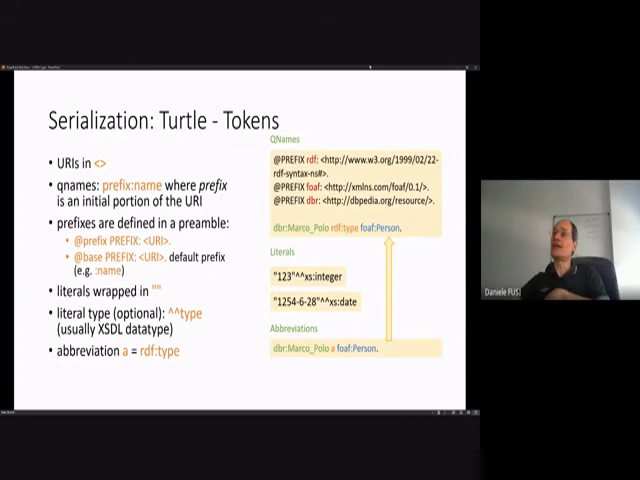 Serialization: Turtle - Tokens
• URIs in <>
• qnames: prefix:name where prefix
is an initial portion of the URI
• prefixes are defined in a preamble:
• @prefix PREFIX: <URI>.
• @base PREFIX: <URI>. default prefix
(e.g. :name)
• literals wrapped in ""
• literal type (optional): ^^type
(usually XSDL datatype)
• abbreviation a = rdf:type
QNames
@PREFIX rdf: <http://www.w3.org/1999/02/22-
rdf-syntax-ns#>.
@PREFIX foaf: <http://xmlns.com/foaf/0.1/>.
@PREFIX dbr: <http://dbpedia.org/resource/>.
dbr:Marco_Polo rdf:type foaf:Person.
Literals
"123"^^xs:integer
"1254-6-28"^^xs:date
Abbreviations
dbr:Marco_Polo a foaf:Person.
Daniele FUS